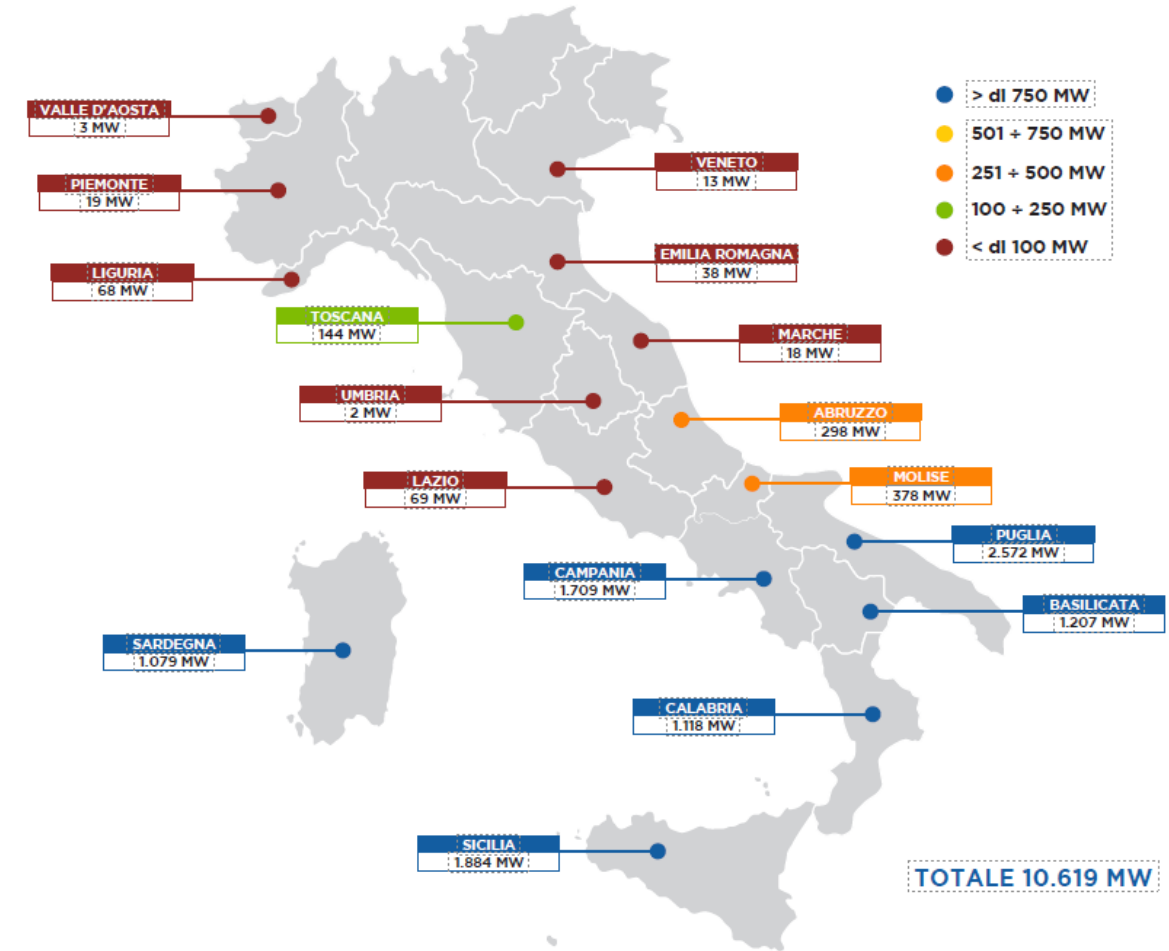 VALLE D'AOSTA
3 MW
PIEMONTE
19 MW
LIGURIA
68 MW
TOSCANA
144 MW
UMBRIA
2 MW
LAZIO
69 MW
VENETO
13 MW
EMILIA ROMAGNA
38 MW
MARCHE
18 MW
ABRUZZO
298 MW
MOLISE
378 MW
PUGLIA
2.572 MW
CAMPANIA
1.709 MW
BASILICATA
1.207 MW
SARDEGNA
1.079 MW
CALABRIA
1.118 MW
SICILIA
1.884 MW
> dI 750 MW
501 ÷ 750 MW
251 ÷ 500 MW
100 ÷ 250 MW
< dI 100 MW
TOTALE 10.619 MW